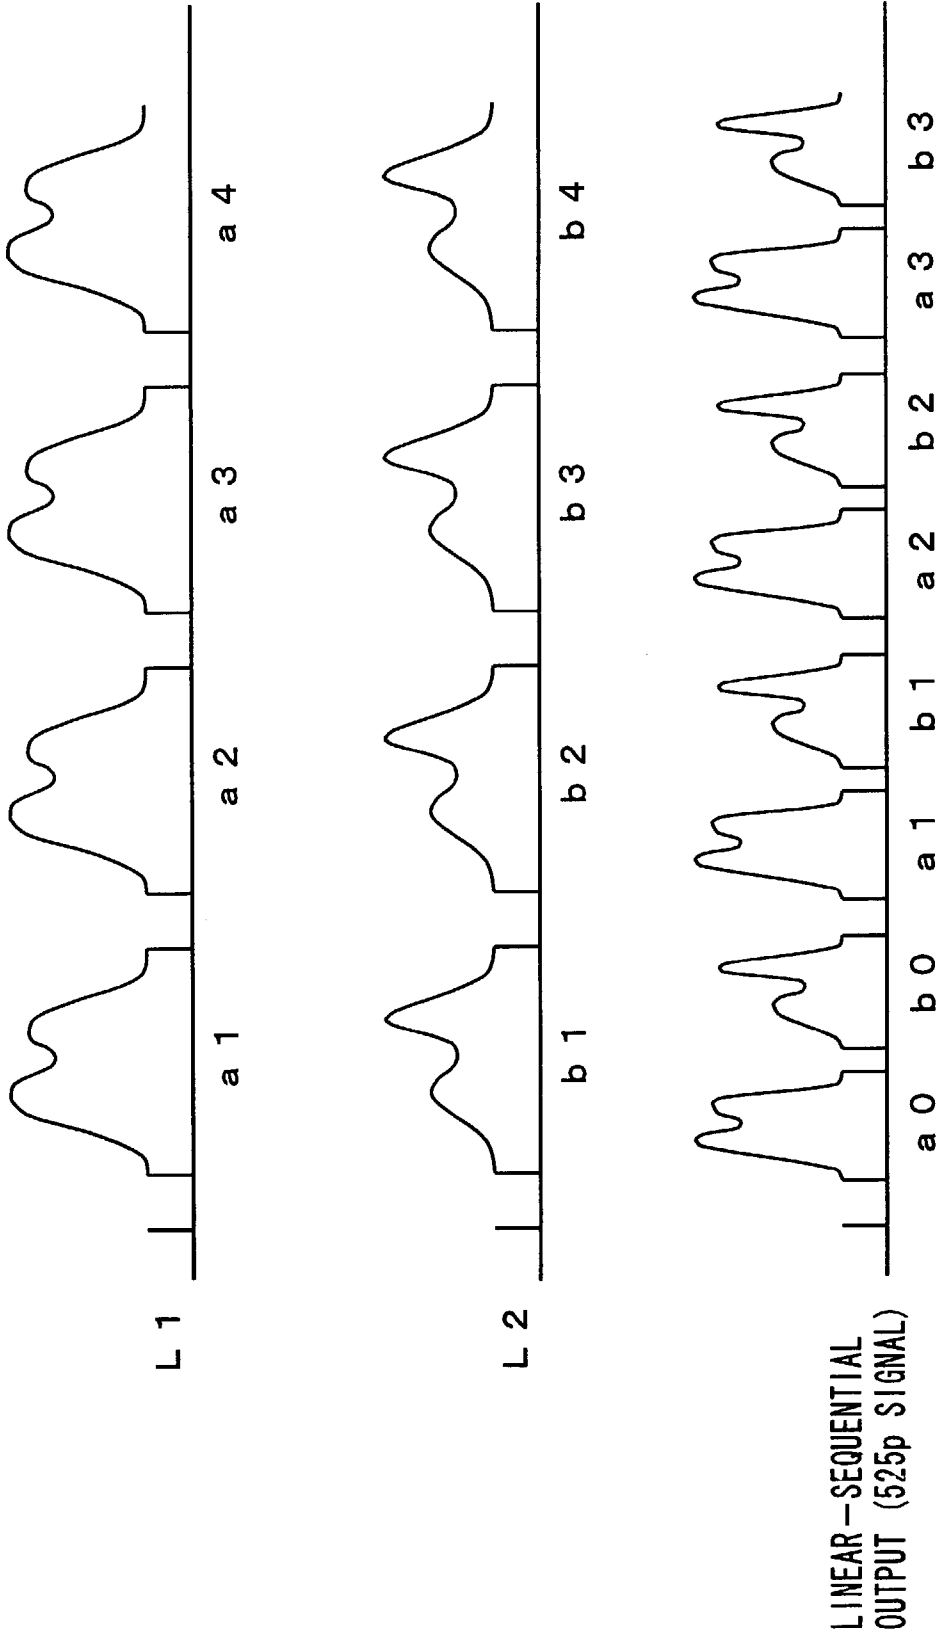 L 1
a 1
a 2
a 3
a 4
L 2
b 1
b 2
b 3
b 4
LINEAR-SEQUENTIAL
OUTPUT (525p SIGNAL)
a 0
b 0
a 1
b 1
a 2
b 2
a 3
b 3